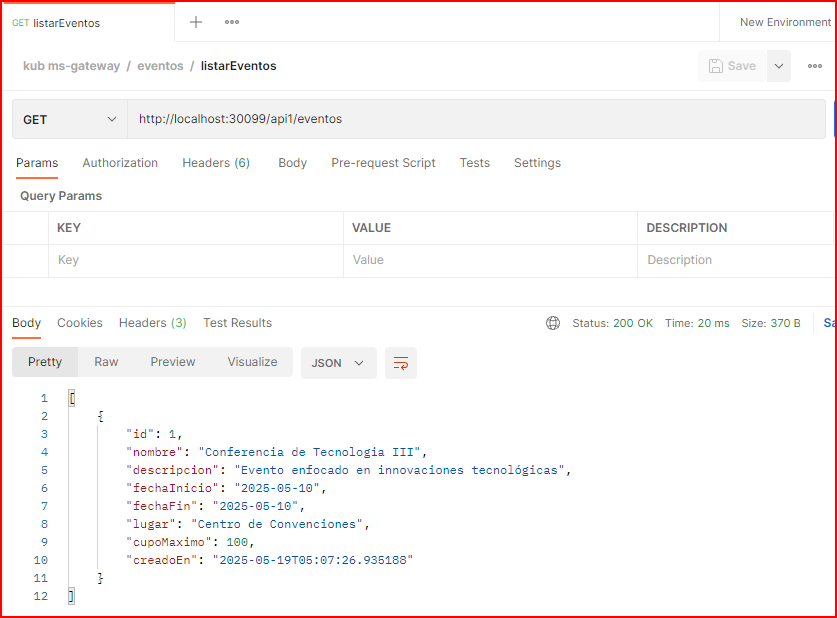 GET listarEventos + ••• New Environment
kub ms-gateway / eventos / listarEventos Save •••
GET http://localhost:30099/api1/eventos
Params Authorization Headers (6) Body Pre-request Script Tests Settings
Query Params
KEY VALUE DESCRIPTION
Key Value Description
Body Cookies Headers (3) Test Results Status: 200 OK Time: 20 ms Size: 370 B Sa
Pretty Raw Preview Visualize JSON
1 [
2 {
3 "id": 1,
4 "nombre": "Conferencia de Tecnologia III",
5 "descripcion": "Evento enfocado en innovaciones tecnológicas",
6 "fechaInicio": "2025-05-10",
7 "fechaFin": "2025-05-10",
8 "lugar": "Centro de Convenciones",
9 "cupoMaximo": 100,
10 "creadoEn": "2025-05-19T05:07:26.935188"
11 }
12 ]